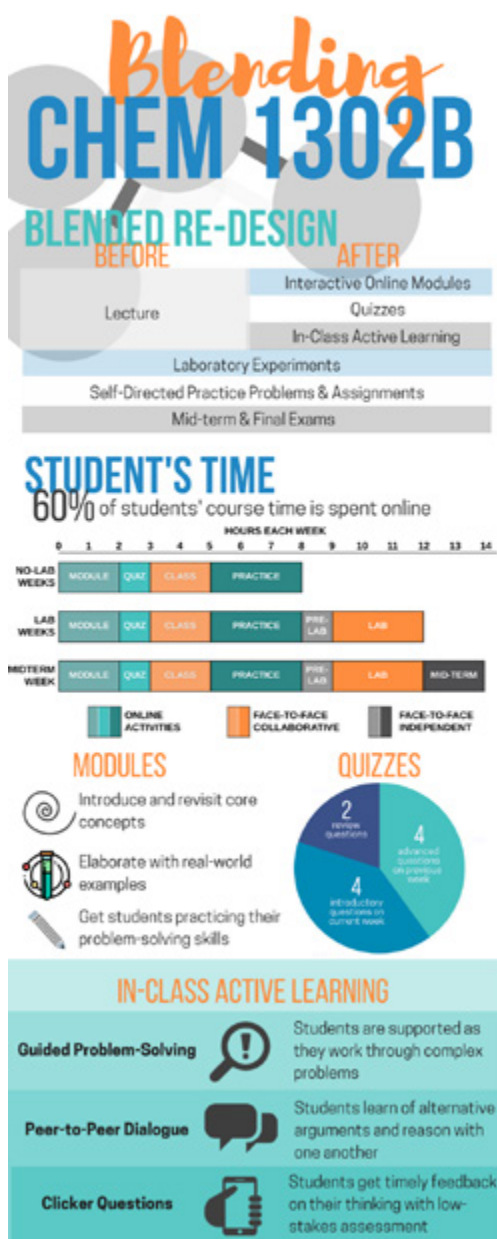 Blending
CHEM 1302B
BLENDED RE-DESIGN
BEFORE
AFTER
Lecture
Interactive Online Modules
Quizzes
In-Class Active Learning
Laboratory Experiments
Self-Directed Practice Problems & Assignments
Mid-term & Final Exams
STUDENT'S TIME
60% of students' course time is spent online
HOURS EACH WEEK
0 1 2 3 4 5 6 7 8 9 10 11 12 13 14
NO-LAB
WEEKS
MODULE QUIZ CLASS PRACTICE
LAB
WEEKS
MODULE QUIZ CLASS PRACTICE PRE-
LAB LAB
MIDTERM
WEEK
MODULE QUIZ CLASS PRACTICE PRE-
LAB LAB MID-TERM
ONLINE
ACTIVITIES
FACE-TO-FACE
COLLABORATIVE
FACE-TO-FACE
INDEPENDENT
MODULES
Introduce and revisit core
concepts
Elaborate with real-world
examples
Get students practicing their
problem-solving skills
QUIZZES
2
review
questions
4
advanced
questions
on previous
week
4
introductory
questions on
current week
IN-CLASS ACTIVE LEARNING
Guided Problem-Solving
Students are supported as
they work through complex
problems
Peer-to-Peer Dialogue
Students learn of alternative
arguments and reason with
one another
Clicker Questions
Students get timely feedback
on their thinking with low-
stakes assessment